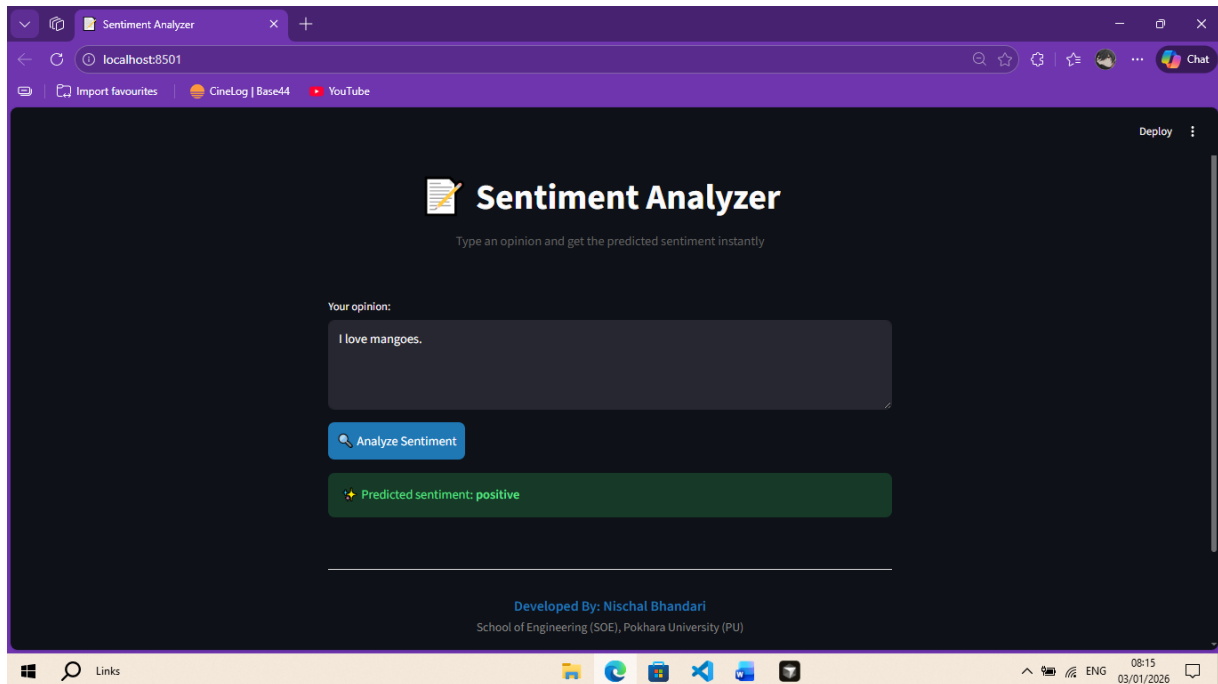 Sentiment Analyzer
localhost:8501
Chat
Import favourites
CineLog | Base44
YouTube
Deploy
Sentiment Analyzer
Type an opinion and get the predicted sentiment instantly
Your opinion:
I love mangoes.
Analyze Sentiment
Predicted sentiment: positive
Developed By: Nischal Bhandari
School of Engineering (SOE), Pokhara University (PU)
Links
ENG
08:15
03/01/2026